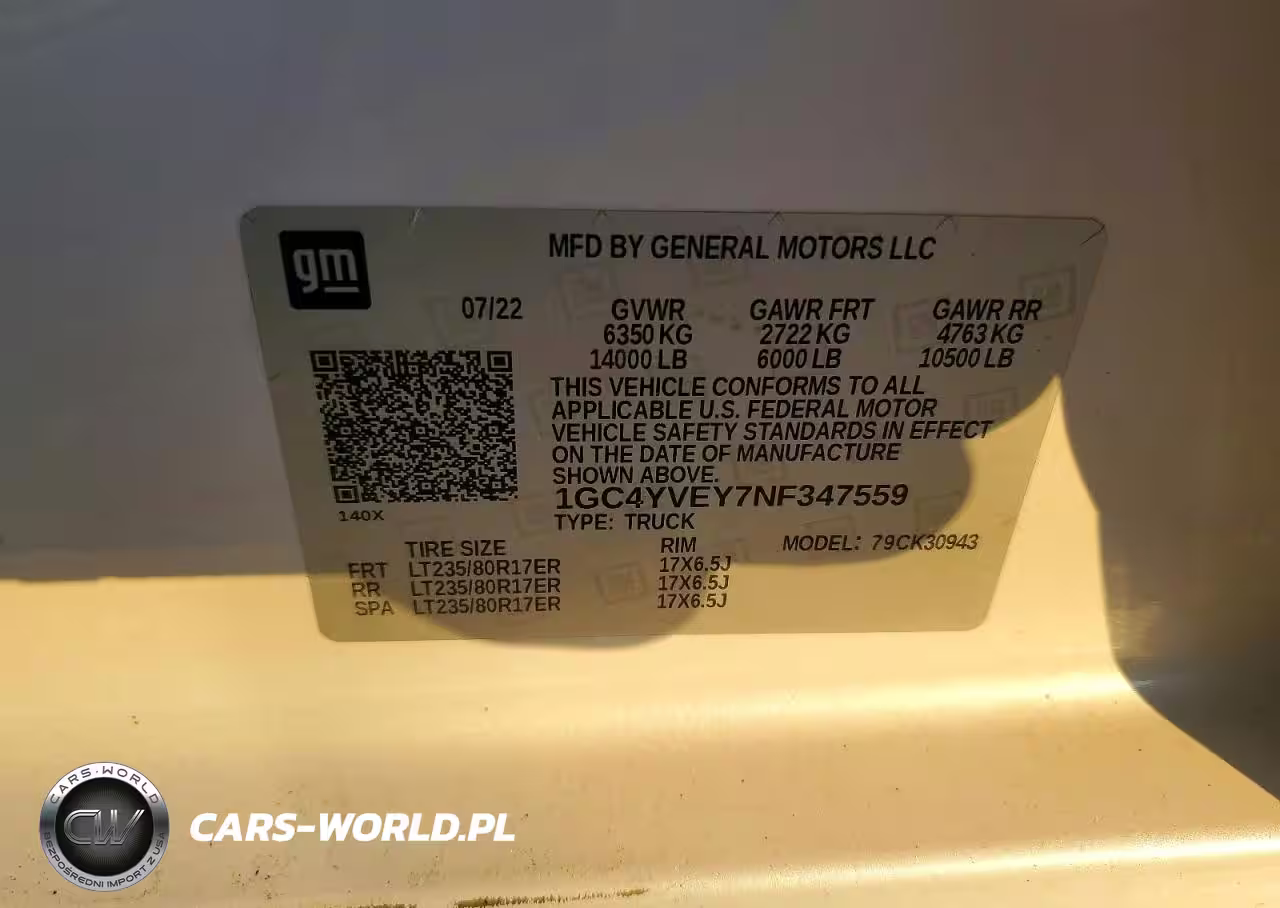 gm
MFD BY GENERAL MOTORS LLC
07/22 GVWR GAWR FRT GAWR RR
6350 KG 2722 KG 4763 KG
14000 LB 6000 LB 10500 LB
THIS VEHICLE CONFORMS TO ALL
APPLICABLE U.S. FEDERAL MOTOR
VEHICLE SAFETY STANDARDS IN EFFECT
ON THE DATE OF MANUFACTURE
SHOWN ABOVE.
1GC4YVEY7NF347559
140X
TYPE: TRUCK
TIRE SIZE RIM MODEL: 79CK30943
FRT LT235/80R17ER 17X6.5J
RR LT235/80R17ER 17X6.5J
SPA LT235/80R17ER 17X6.5J
CARS-WORLD
CW
BEZPOŚREDNI IMPORT Z USA
CARS-WORLD.PL